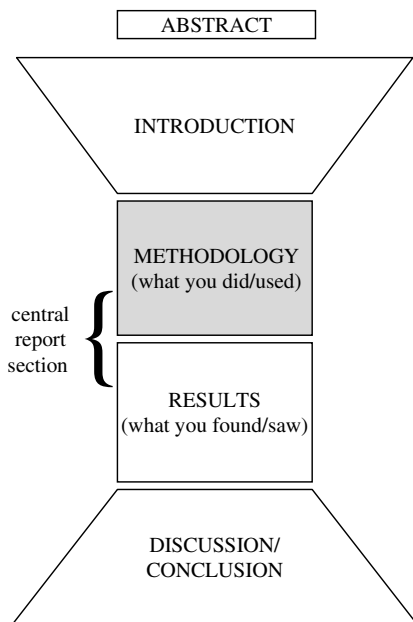 ABSTRACT
INTRODUCTION
METHODOLOGY
(what you did/used)
central
report
section
RESULTS
(what you found/saw)
DISCUSSION/
CONCLUSION